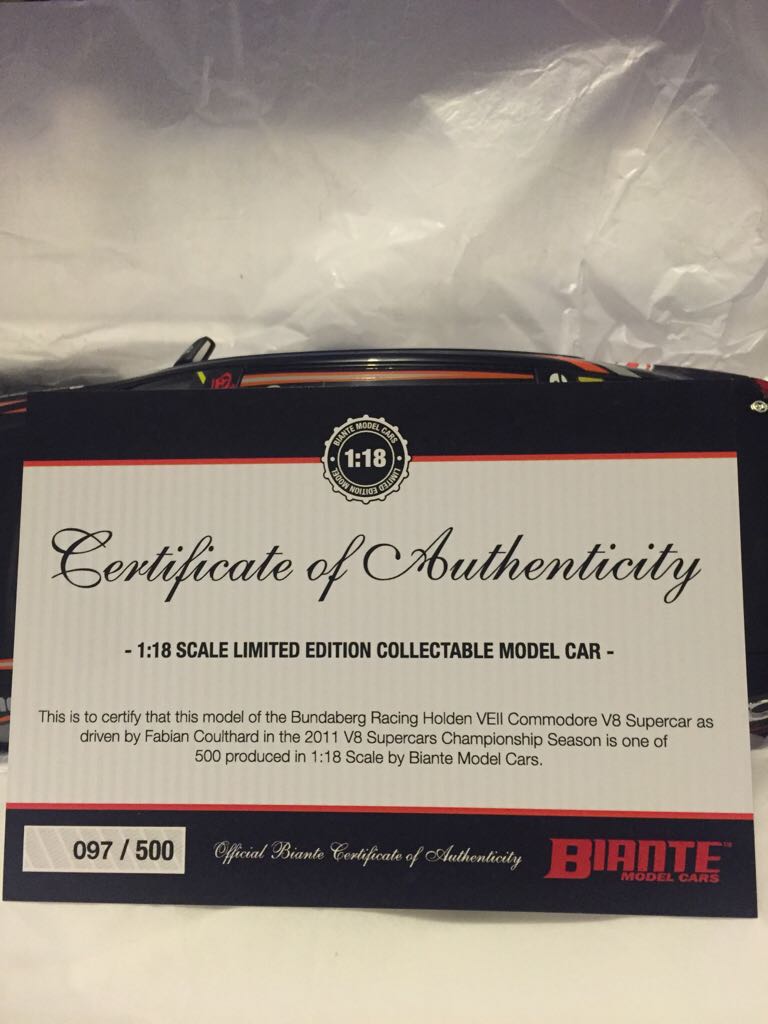 BIANTE MODEL CARS
1:18
LIMITED EDITION MODEL
Certificate of Authenticity
- 1:18 SCALE LIMITED EDITION COLLECTABLE MODEL CAR -
This is to certify that this model of the Bundaberg Racing Holden VEII Commodore V8 Supercar as
driven by Fabian Coulthard in the 2011 V8 Supercars Championship Season is one of
500 produced in 1:18 Scale by Biante Model Cars.
097 / 500
Official Biante Certificate of Authenticity
BIANTE™
MODEL CARS